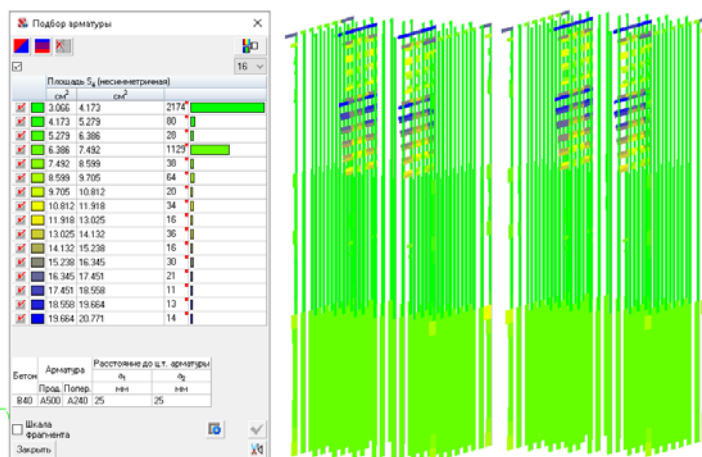 Подбор арматуры
16
Площадь S4 (несимметричная)
см2 см2
3.066 4.173 2174
4.173 5.279 80
5.279 6.386 28
6.386 7.492 1129
7.492 8.599 38
8.599 9.705 64
9.705 10.812 20
10.812 11.918 34
11.918 13.025 16
13.025 14.132 36
14.132 15.238 16
15.238 16.345 30
16.345 17.451 21
17.451 18.558 11
18.558 19.664 13
19.664 20.771 14
Бетон Арматура Расстояние до ц.т. арматуры
a1 a2
Прод. Попер. мм мм
B40 A500 A240 25 25
Шкала фрагмента
Закрыть